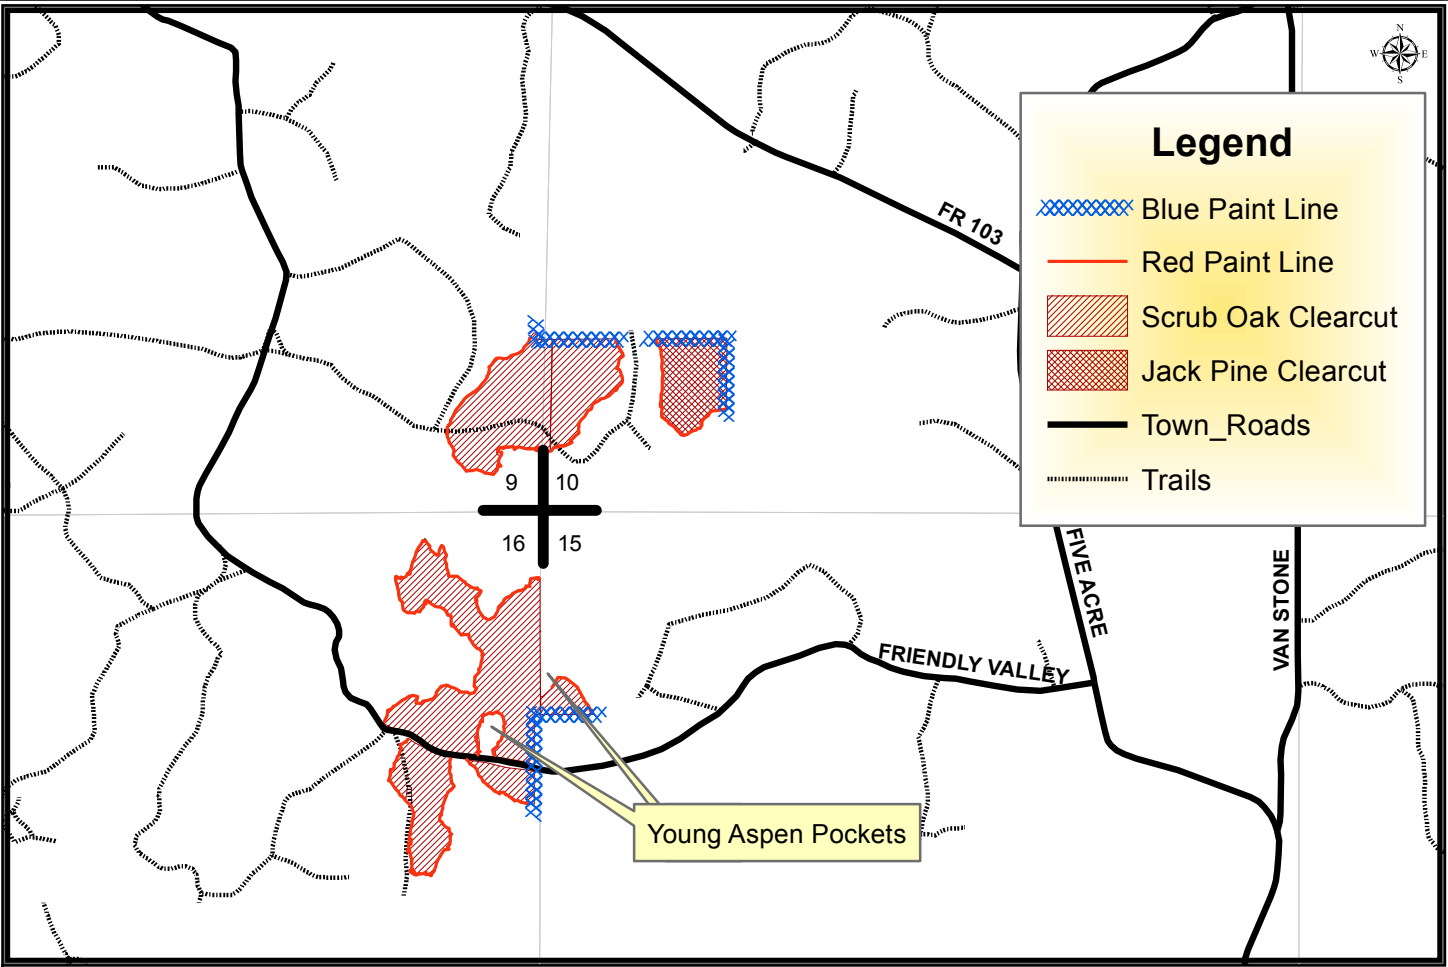 N
W E
S
Legend
Blue Paint Line
Red Paint Line
Scrub Oak Clearcut
Jack Pine Clearcut
Town_Roads
Trails
FR 103
9 10
16 15
FIVE ACRE
VAN STONE
FRIENDLY VALLEY
Young Aspen Pockets